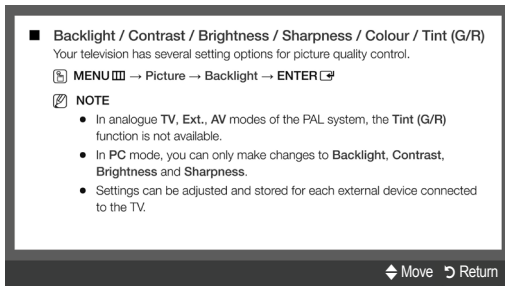 ■ Backlight / Contrast / Brightness / Sharpness / Colour / Tint (G/R)
Your television has several setting options for picture quality control.
MENU → Picture → Backlight → ENTER
NOTE
● In analogue TV, Ext., AV modes of the PAL system, the Tint (G/R)
function is not available.
● In PC mode, you can only make changes to Backlight, Contrast,
Brightness and Sharpness.
● Settings can be adjusted and stored for each external device connected
to the TV.
Move Return